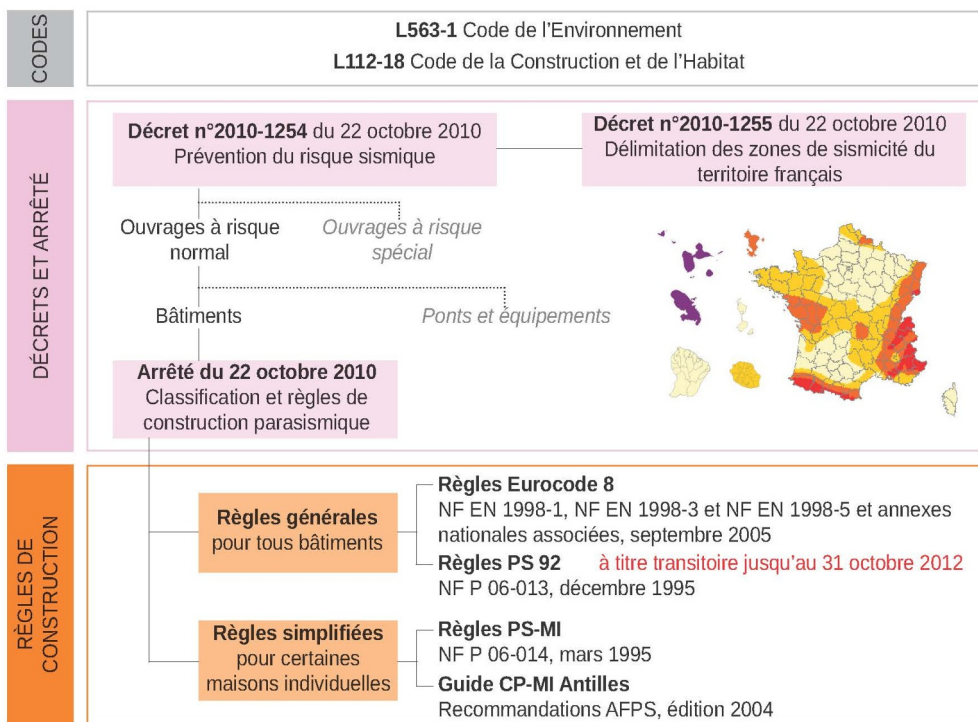 CODES
L563-1 Code de l'Environnement
L112-18 Code de la Construction et de l'Habitat
DÉCRETS ET ARRÊTÉ
Décret n°2010-1254 du 22 octobre 2010
Prévention du risque sismique
Décret n°2010-1255 du 22 octobre 2010
Délimitation des zones de sismicité du
territoire français
Ouvrages à risque
normal
Ouvrages à risque
spécial
Bâtiments
Ponts et équipements
Arrêté du 22 octobre 2010
Classification et règles de
construction parasismique
RÈGLES DE
CONSTRUCTION
Règles générales
pour tous bâtiments
Règles Eurocode 8
NF EN 1998-1, NF EN 1998-3 et NF EN 1998-5 et annexes
nationales associées, septembre 2005
Règles PS 92 à titre transitoire jusqu'au 31 octobre 2012
NF P 06-013, décembre 1995
Règles simplifiées
pour certaines
maisons individuelles
Règles PS-MI
NF P 06-014, mars 1995
Guide CP-MI Antilles
Recommandations AFPS, édition 2004